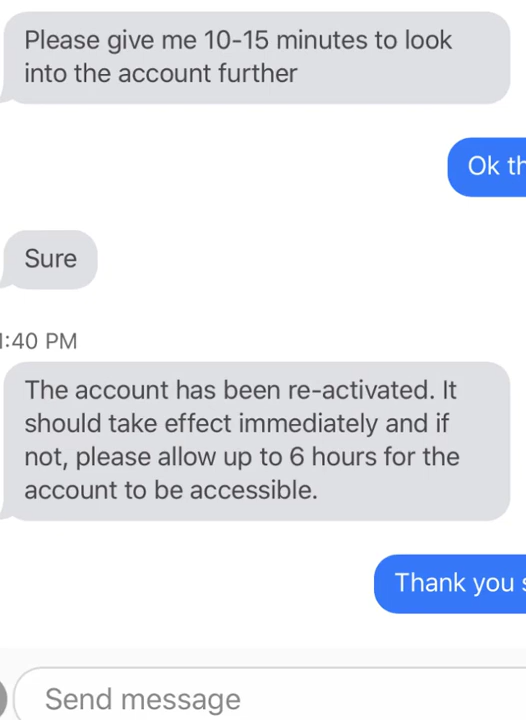 Please give me 10-15 minutes to look
into the account further
Ok
Sure
:40 PM
The account has been re-activated. It
should take effect immediately and if
not, please allow up to 6 hours for the
account to be accessible.
Thank you
Send message